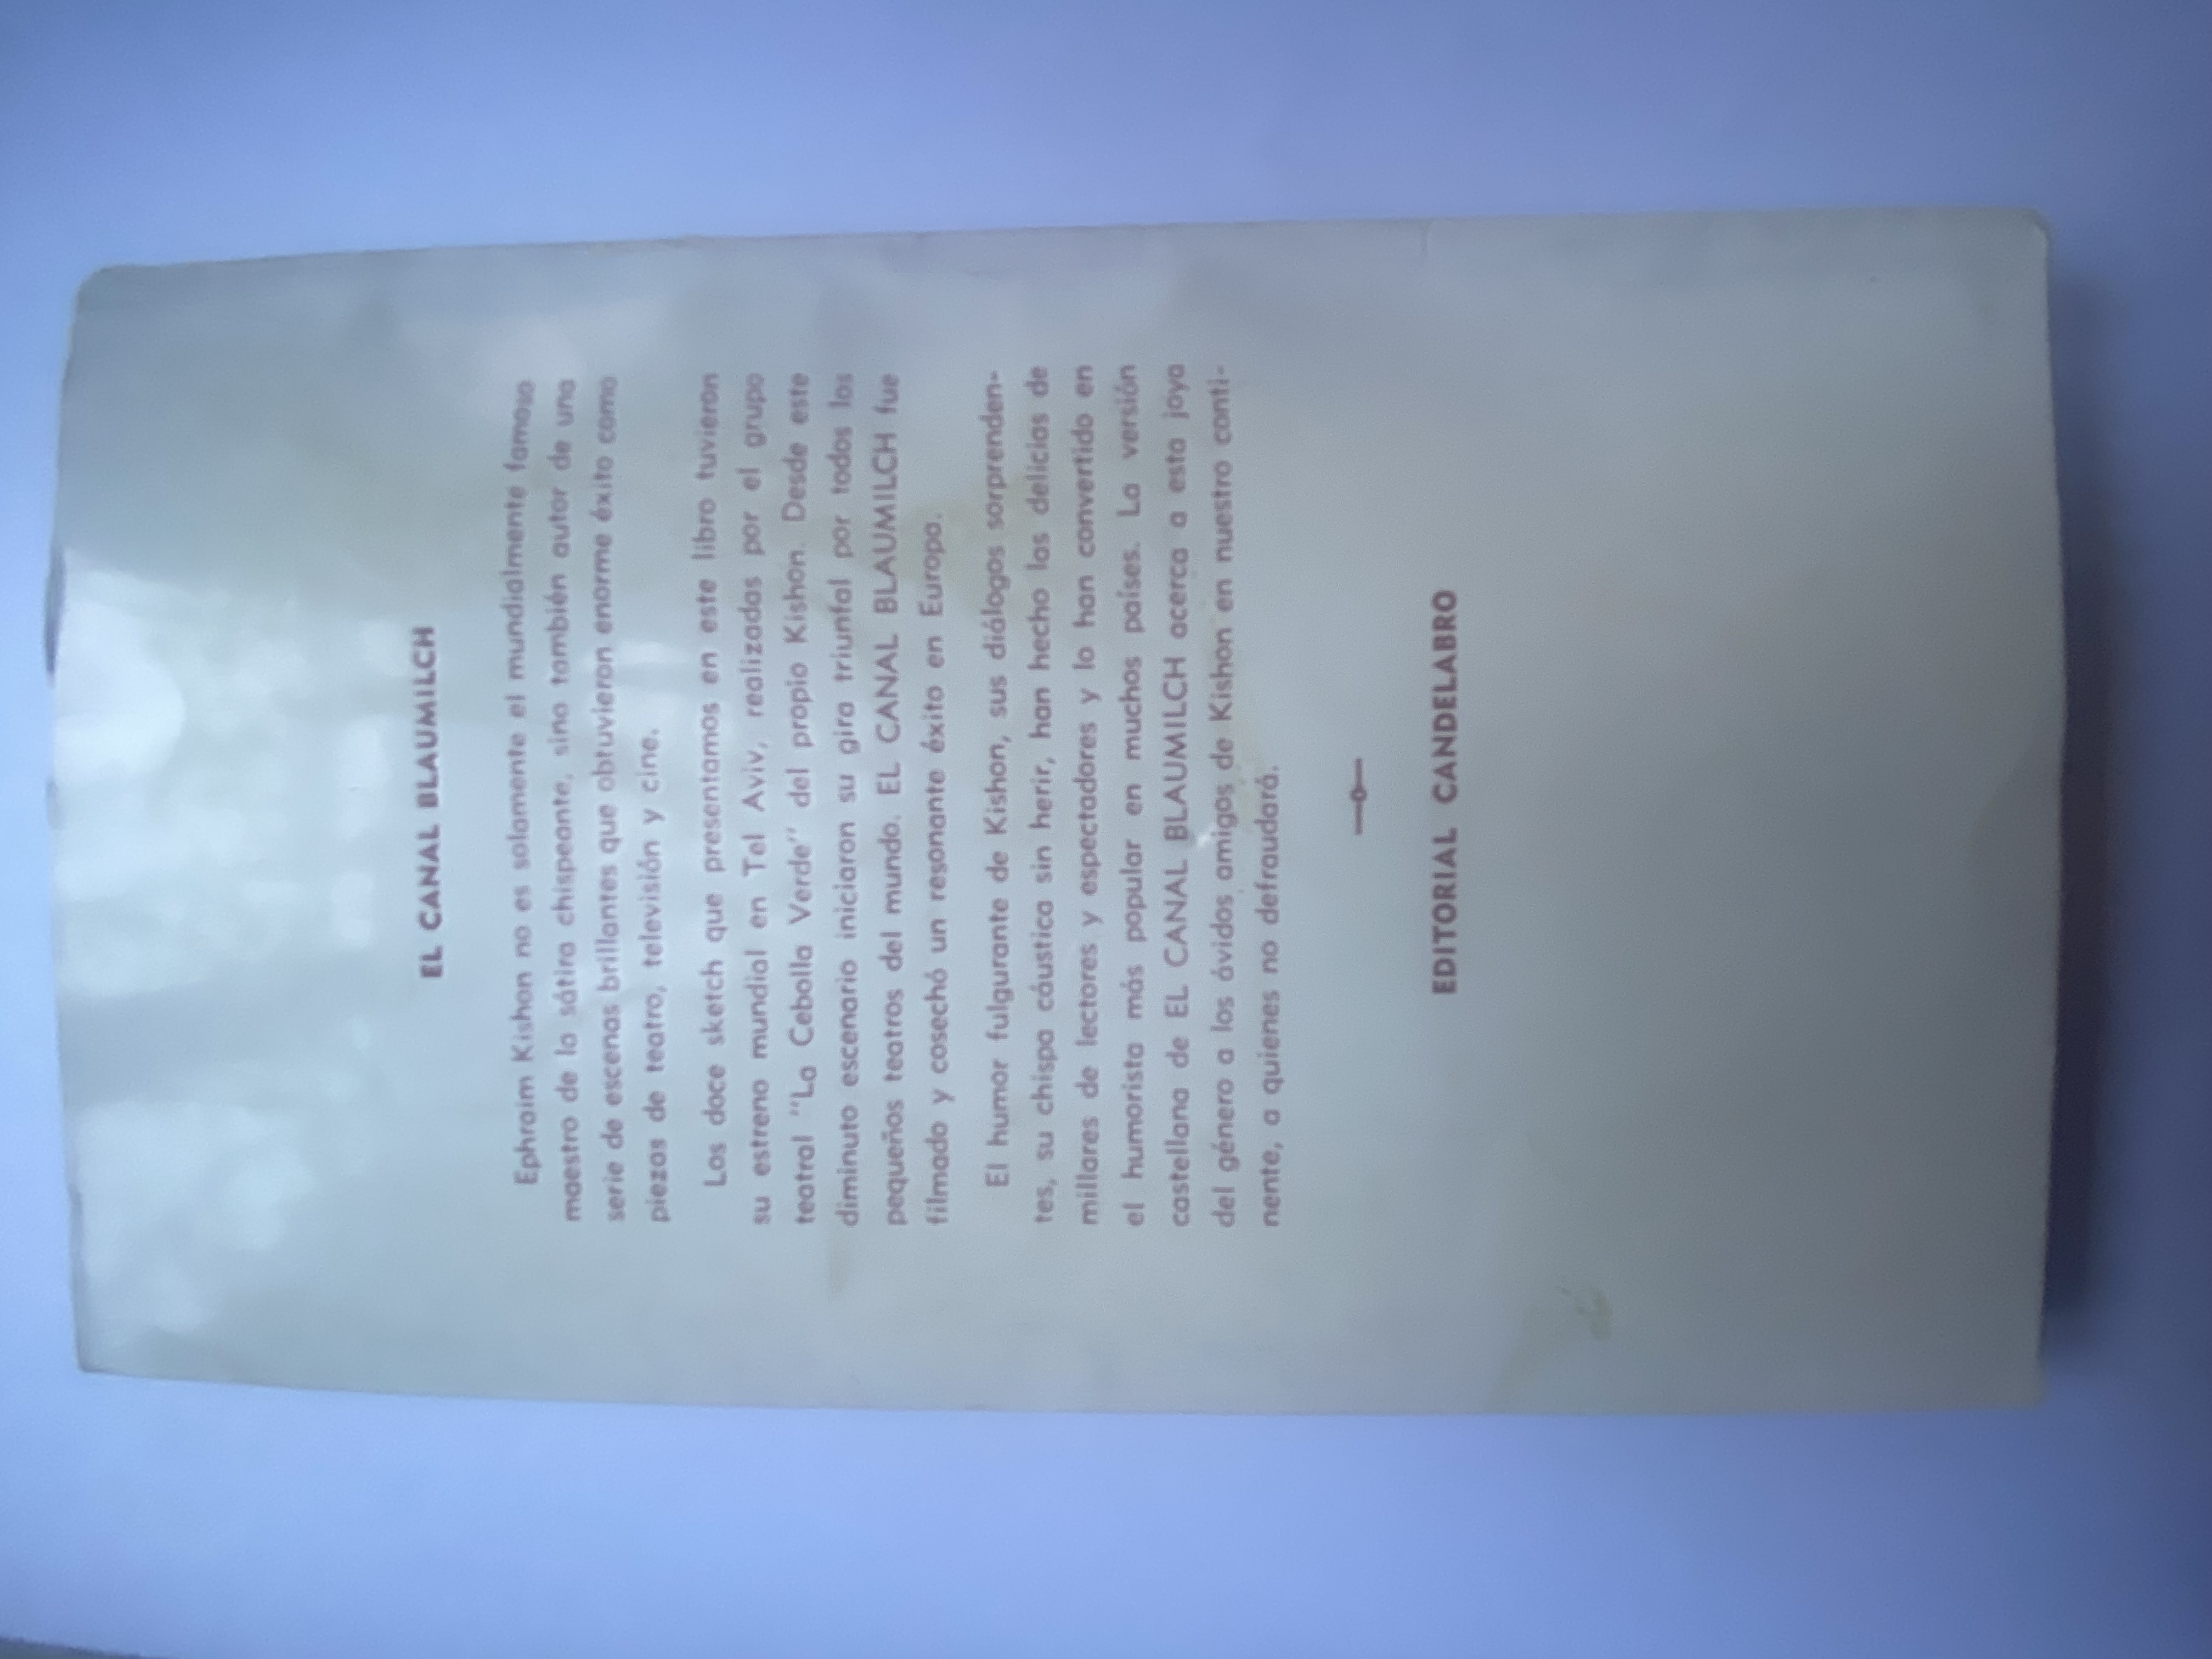 EL CANAL BLAUMILCH
Ephraim Kishon no es solamente el mundialmente famoso
maestro de la sátira chispeante, sino también autor de una
serie de escenas brillantes que obtuvieron enorme éxito como
piezas de teatro, televisión y cine.
Los doce sketch que presentamos en este libro tuvieron
su estreno mundial en Tel Aviv, realizadas por el grupo
teatral "La Cebolla Verde" del propio Kishon. Desde este
diminuto escenario iniciaron su gira triunfal por todos los
pequeños teatros del mundo. EL CANAL BLAUMILCH fue
filmado y cosechó un resonante éxito en Europa.
El humor fulgurante de Kishon, sus diálogos sorprenden-
tes, su chispa cáustica sin herir, han hecho las delicias de
millares de lectores y espectadores y lo han convertido en
el humorista más popular en muchos países. La versión
castellana de EL CANAL BLAUMILCH acerca a esta joya
del género a los ávidos amigos de Kishon en nuestro conti-
nente, a quienes no defraudará.
EDITORIAL CANDELABRO